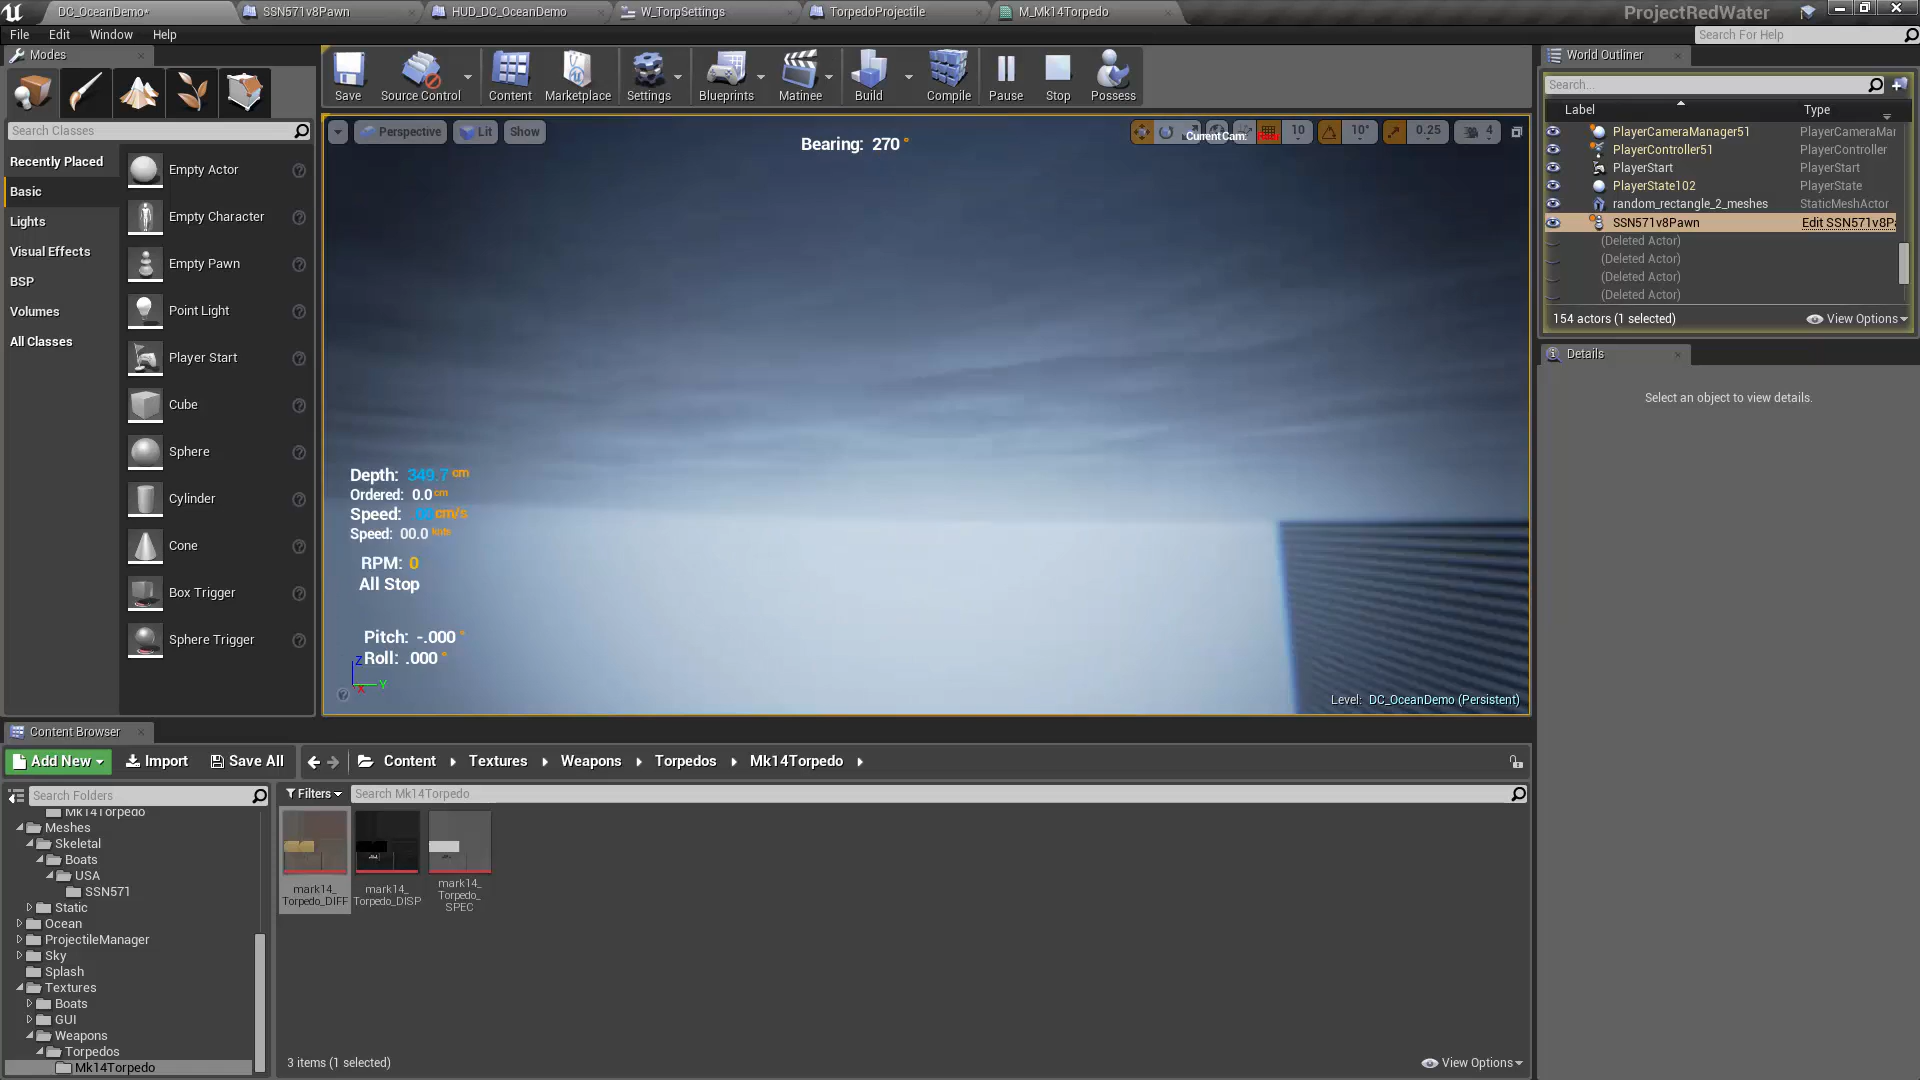 DC_OceanDemo*
SSN571v8Pawn
HUD_DC_OceanDemo
W_TorpSettings
TorpedoProjectile
M_Mk14Torpedo
ProjectRedWater
File Edit Window Help
Search For Help
Modes
Search Classes
Recently Placed
Basic
Lights
Visual Effects
BSP
Volumes
All Classes
Empty Actor
Empty Character
Empty Pawn
Point Light
Player Start
Cube
Sphere
Cylinder
Cone
Box Trigger
Sphere Trigger
Save
Source Control
Content
Marketplace
Settings
Blueprints
Matinee
Build
Compile
Pause
Stop
Possess
Perspective
Lit
Show
Bearing: 270 °
CurrentCam:
10
10°
0.25
4
Depth: 349.7 cm
Ordered: 0.0 cm
Speed: cm/s
Speed: 00.0 knts
RPM: 0
All Stop
Pitch: -.000 °
Roll: .000 °
Z
X
Y
Level: DC_OceanDemo (Persistent)
World Outliner
Search...
Label
Type
PlayerCameraManager51 PlayerCameraMar
PlayerController51 PlayerController
PlayerStart PlayerStart
PlayerState102 PlayerState
random_rectangle_2_meshes StaticMeshActor
SSN571v8Pawn Edit SSN571v8P
(Deleted Actor)
(Deleted Actor)
(Deleted Actor)
(Deleted Actor)
154 actors (1 selected)
View Options
Details
Select an object to view details.
Content Browser
Add New
Import
Save All
Content
Textures
Weapons
Torpedos
Mk14Torpedo
Search Folders
Filters
Search Mk14Torpedo
Mk14Torpedo
Meshes
Skeletal
Boats
USA
SSN571
Static
Ocean
ProjectileManager
Sky
Splash
Textures
Boats
GUI
Weapons
Torpedos
Mk14Torpedo
mark14_
Torpedo_DIFF
mark14_
Torpedo_DISP
mark14_
Torpedo_
SPEC
3 items (1 selected)
View Options